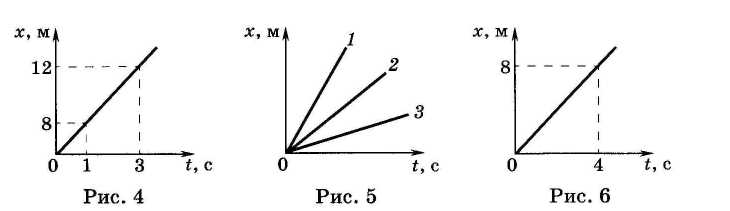 x, м
12
8
0 1 3 t, с
Рис. 4
x, м
1
2
3
0 t, с
Рис. 5
x, м
8
0 4 t, с
Рис. 6